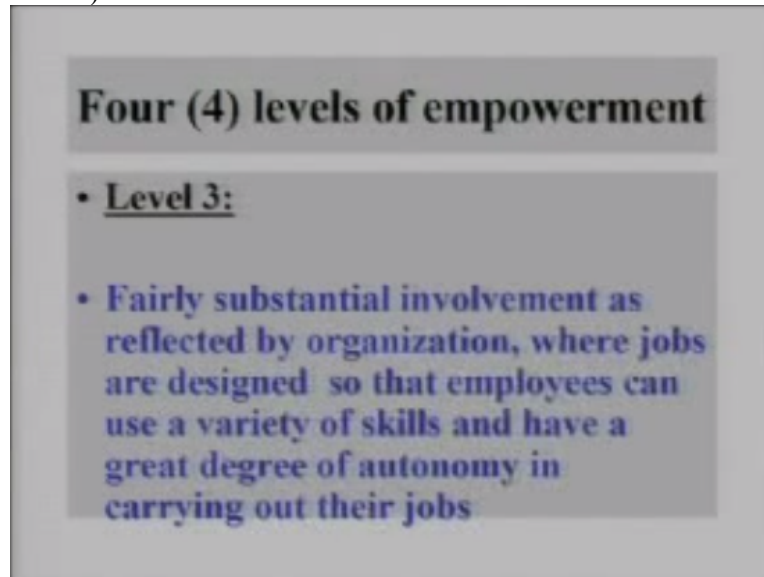 Four (4) levels of empowerment
• Level 3:
• Fairly substantial involvement as
reflected by organization, where jobs
are designed so that employees can
use a variety of skills and have a
great degree of autonomy in
carrying out their jobs